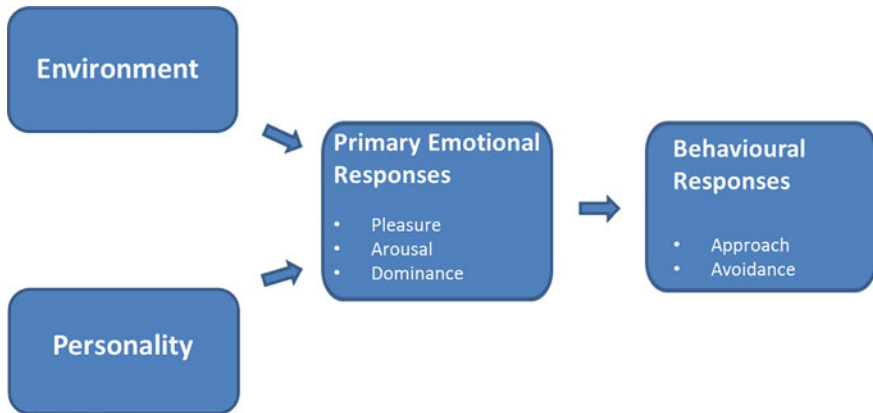 Environment
Personality
Primary Emotional
Responses
• Pleasure
• Arousal
• Dominance
Behavioural
Responses
• Approach
• Avoidance